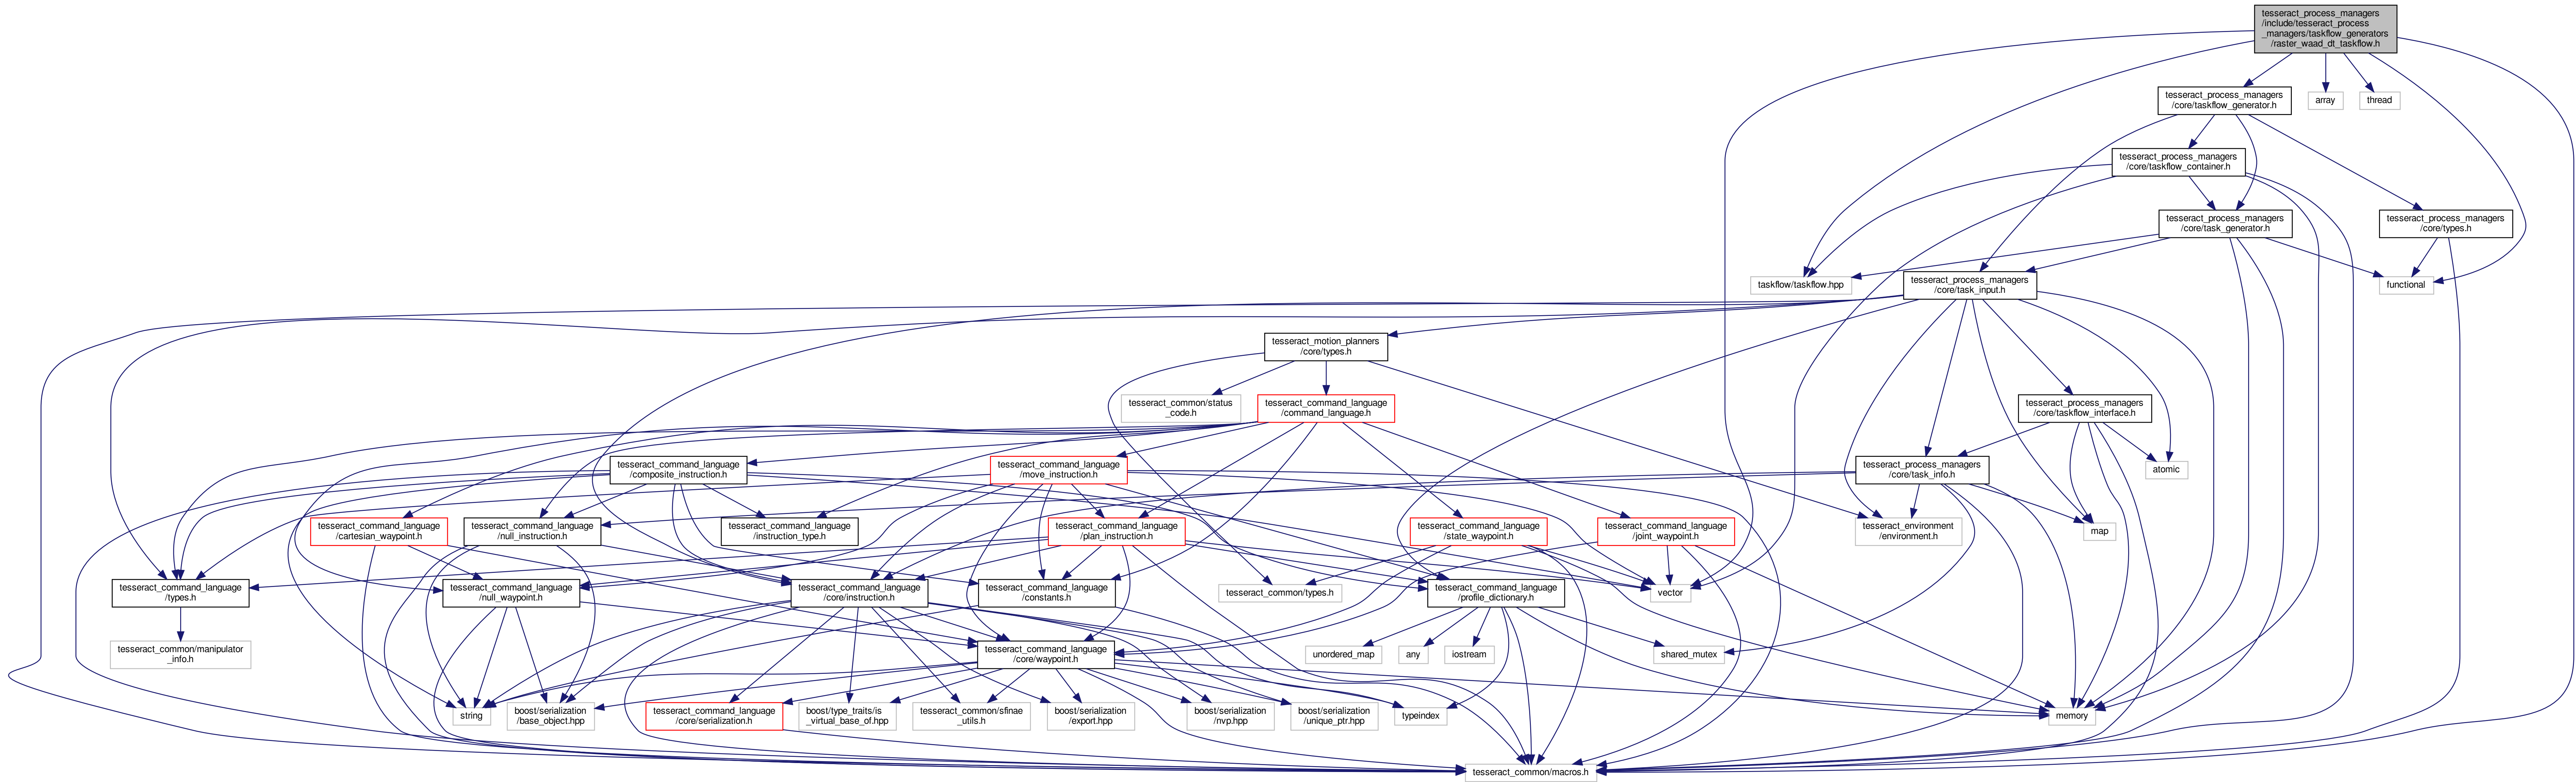 tesseract_process_managers
/include/tesseract_process
_managers/taskflow_generators
/raster_waad_dt_taskflow.h
tesseract_process_managers
/core/taskflow_generator.h
array
thread
tesseract_process_managers
/core/taskflow_container.h
tesseract_process_managers
/core/task_generator.h
tesseract_process_managers
/core/types.h
taskflow/taskflow.hpp
tesseract_process_managers
/core/task_input.h
functional
tesseract_motion_planners
/core/types.h
tesseract_common/status
_code.h
tesseract_command_language
/command_language.h
tesseract_process_managers
/core/taskflow_interface.h
tesseract_command_language
/composite_instruction.h
tesseract_command_language
/move_instruction.h
tesseract_process_managers
/core/task_info.h
atomic
tesseract_command_language
/cartesian_waypoint.h
tesseract_command_language
/null_instruction.h
tesseract_command_language
/instruction_type.h
tesseract_command_language
/plan_instruction.h
tesseract_command_language
/state_waypoint.h
tesseract_command_language
/joint_waypoint.h
tesseract_environment
/environment.h
map
tesseract_command_language
/types.h
tesseract_command_language
/null_waypoint.h
tesseract_command_language
/core/instruction.h
tesseract_command_language
/constants.h
tesseract_common/types.h
tesseract_command_language
/profile_dictionary.h
vector
tesseract_common/manipulator
_info.h
tesseract_command_language
/core/waypoint.h
unordered_map
any
iostream
shared_mutex
string
boost/serialization
/base_object.hpp
tesseract_command_language
/core/serialization.h
boost/type_traits/is
_virtual_base_of.hpp
tesseract_common/sfinae
_utils.h
boost/serialization
/export.hpp
boost/serialization
/nvp.hpp
boost/serialization
/unique_ptr.hpp
typeindex
memory
tesseract_common/macros.h